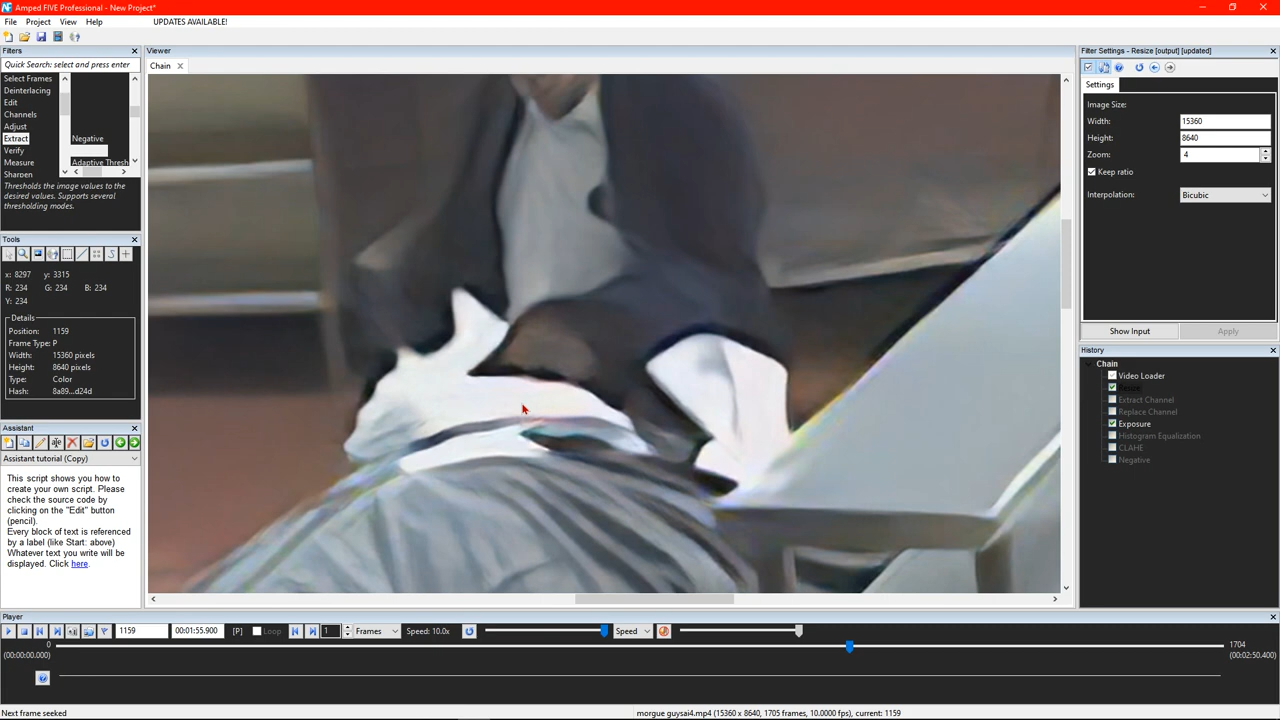 Amped FIVE Professional - New Project*
File Project View Help UPDATES AVAILABLE!
Filters
Quick Search: select and press enter
Select Frames
Deinterlacing
Edit
Channels
Adjust
Extract
Verify
Measure
Sharpen
Negative
Adaptive Thresh
Thresholds the image values to the
desired values. Supports several
thresholding modes.
Tools
x: 8297 y: 3315
R: 234 G: 234 B: 234
Y: 234
Details
Position: 1159
Frame Type: P
Width: 15360 pixels
Height: 8640 pixels
Type: Color
Hash: 8a89...d24d
Assistant
Assistant tutorial (Copy)
This script shows you how to
create your own script. Please
check the source code by
clicking on the "Edit" button
(pencil).
Every block of text is referenced
by a label (like Start: above)
Whatever text you write will be
displayed. Click here.
Viewer
Chain
Filter Settings - Resize [output] [updated]
Settings
Image Size:
Width: 15360
Height: 8640
Zoom: 4
Keep ratio
Interpolation: Bicubic
Show Input Apply
History
Chain
Video Loader
Resize
Extract Channel
Replace Channel
Exposure
Histogram Equalization
CLAHE
Negative
Player
1159 00:01:55.900 [P] Loop 1 Frames Speed: 10.0x Speed
0 1704
(00:00:00.000) (00:02:50.400)
Next frame seeked morgue guysai4.mp4 (15360 x 8640, 1705 frames, 10.0000 fps), current: 1159